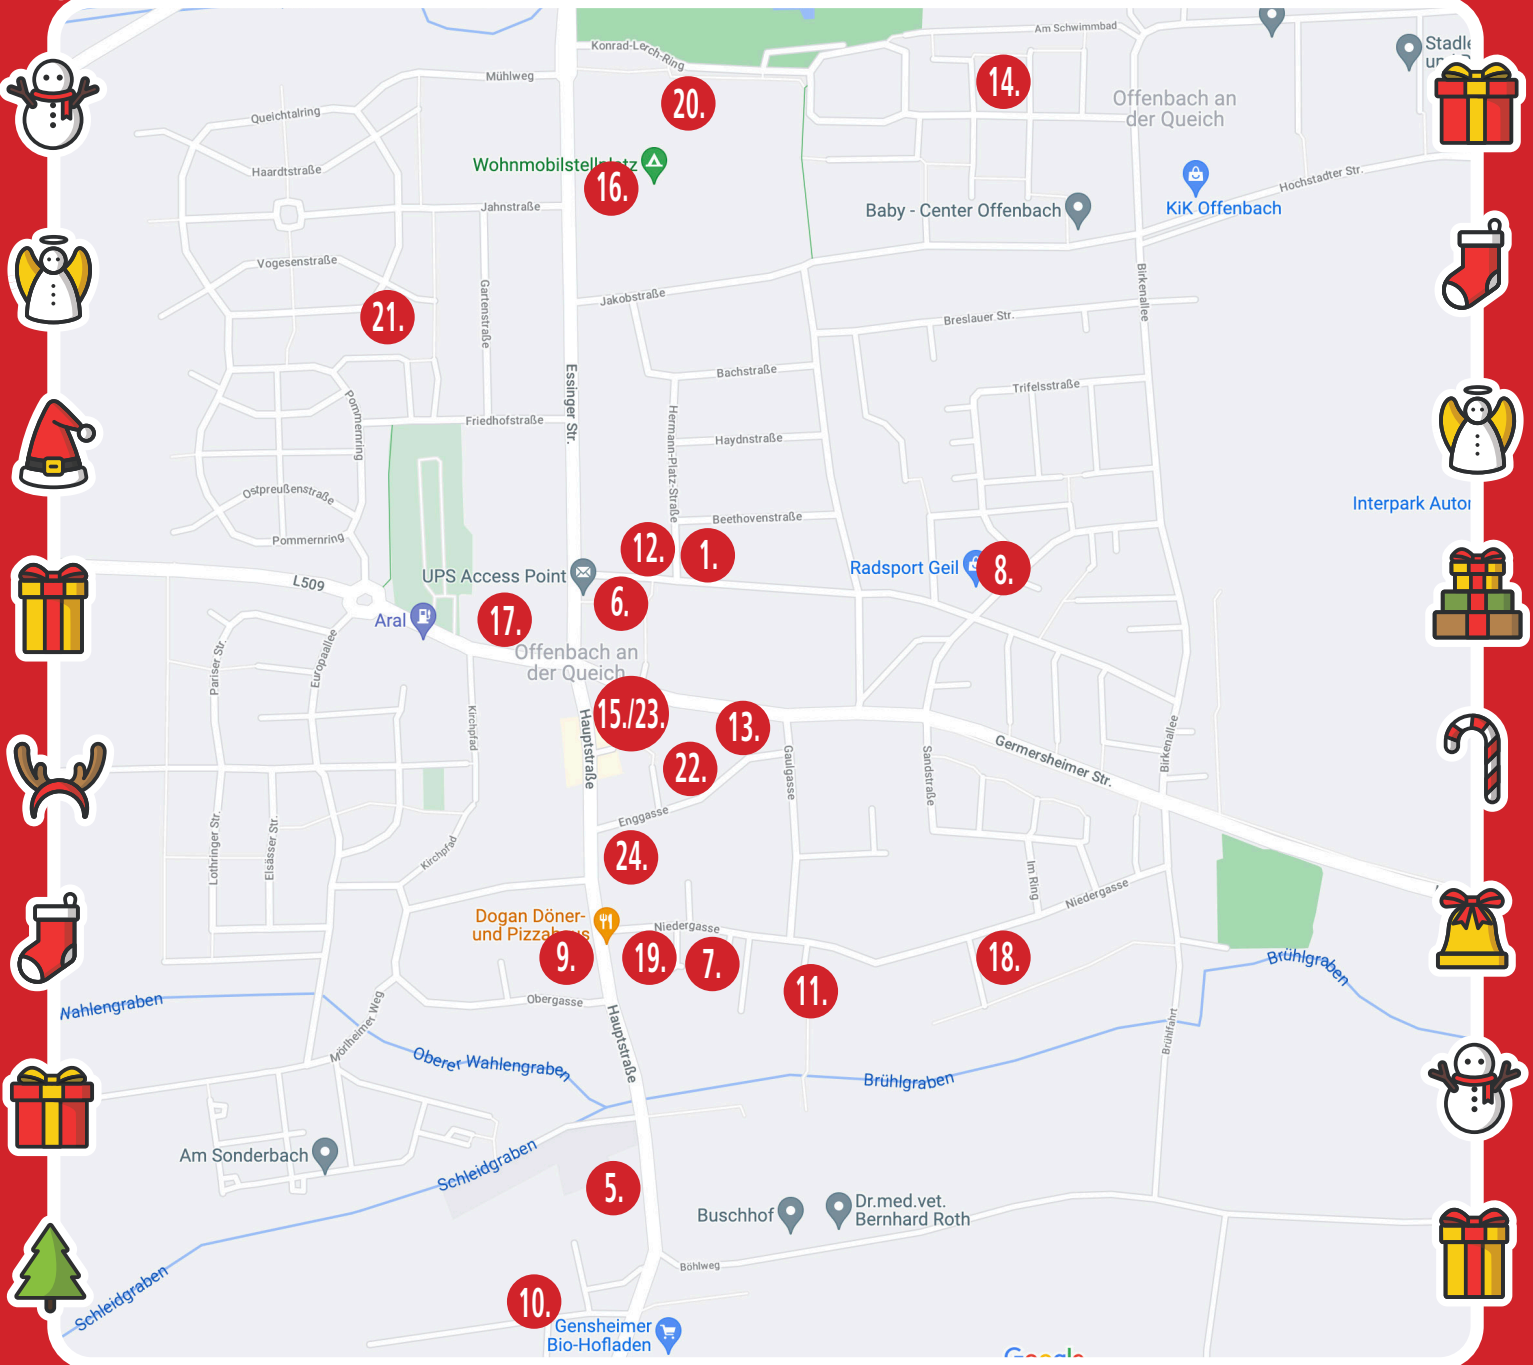 Am Schwimmbad
Konrad-Lerch-Ring
Mühlweg
20.
14.
Offenbach an
der Queich
Queichtalring
Haardtstraße
Wohnmobilstellplatz
16.
Jahnstraße
Hochstadter Str.
KiK Offenbach
Baby - Center Offenbach
Vogesenstraße
Gartenstraße
Jakobstraße
Birkenallee
21.
Breslauer Str.
Essinger Str.
Bachstraße
Trifelsstraße
Pommernring
Friedhofstraße
Hermann-Platz-Straße
Haydnstraße
Ostpreußenstraße
Interpark
Beethovenstraße
Pommernring
12.
1.
L509
UPS Access Point
Radsport Geil
8.
6.
Aral
17.
Offenbach an
der Queich
Pariser Str.
Europaallee
Kirchpfad
Hauptstraße
15./23.
13.
22.
Gaulgasse
Sandstraße
Germersheimer Str.
Birkenallee
Enggasse
Lothringer Str.
Elsässer Str.
Kirchpfad
24.
Im Ring
Niedergasse
Dogan Döner-
und Pizzahaus
Niedergasse
9.
19.
7.
18.
11.
Brühlgraben
Wahlengraben
Obergasse
Mörlheimer Weg
Hauptstraße
Brühlfahrt
Oberer Wahlengraben
Brühlgraben
Am Sonderbach
Schleidgraben
5.
Buschhof
Dr.med.vet.
Bernhard Roth
Böhlweg
Schleidgraben
10.
Gensheimer
Bio-Hofladen
Google